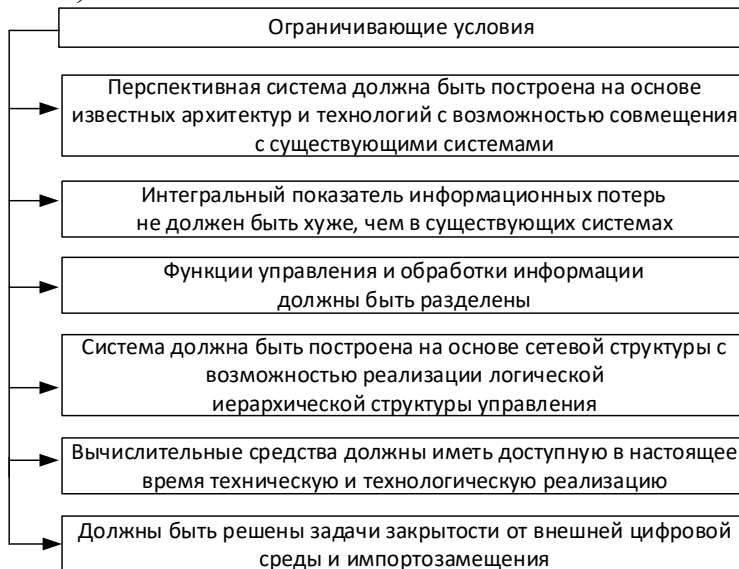 Ограничивающие условия
Перспективная система должна быть построена на основе
известных архитектур и технологий с возможностью совмещения
с существующими системами
Интегральный показатель информационных потерь
не должен быть хуже, чем в существующих системах
Функции управления и обработки информации
должны быть разделены
Система должна быть построена на основе сетевой структуры с
возможностью реализации логической
иерархической структуры управления
Вычислительные средства должны иметь доступную в настоящее
время техническую и технологическую реализацию
Должны быть решены задачи закрытости от внешней цифровой
среды и импортозамещения